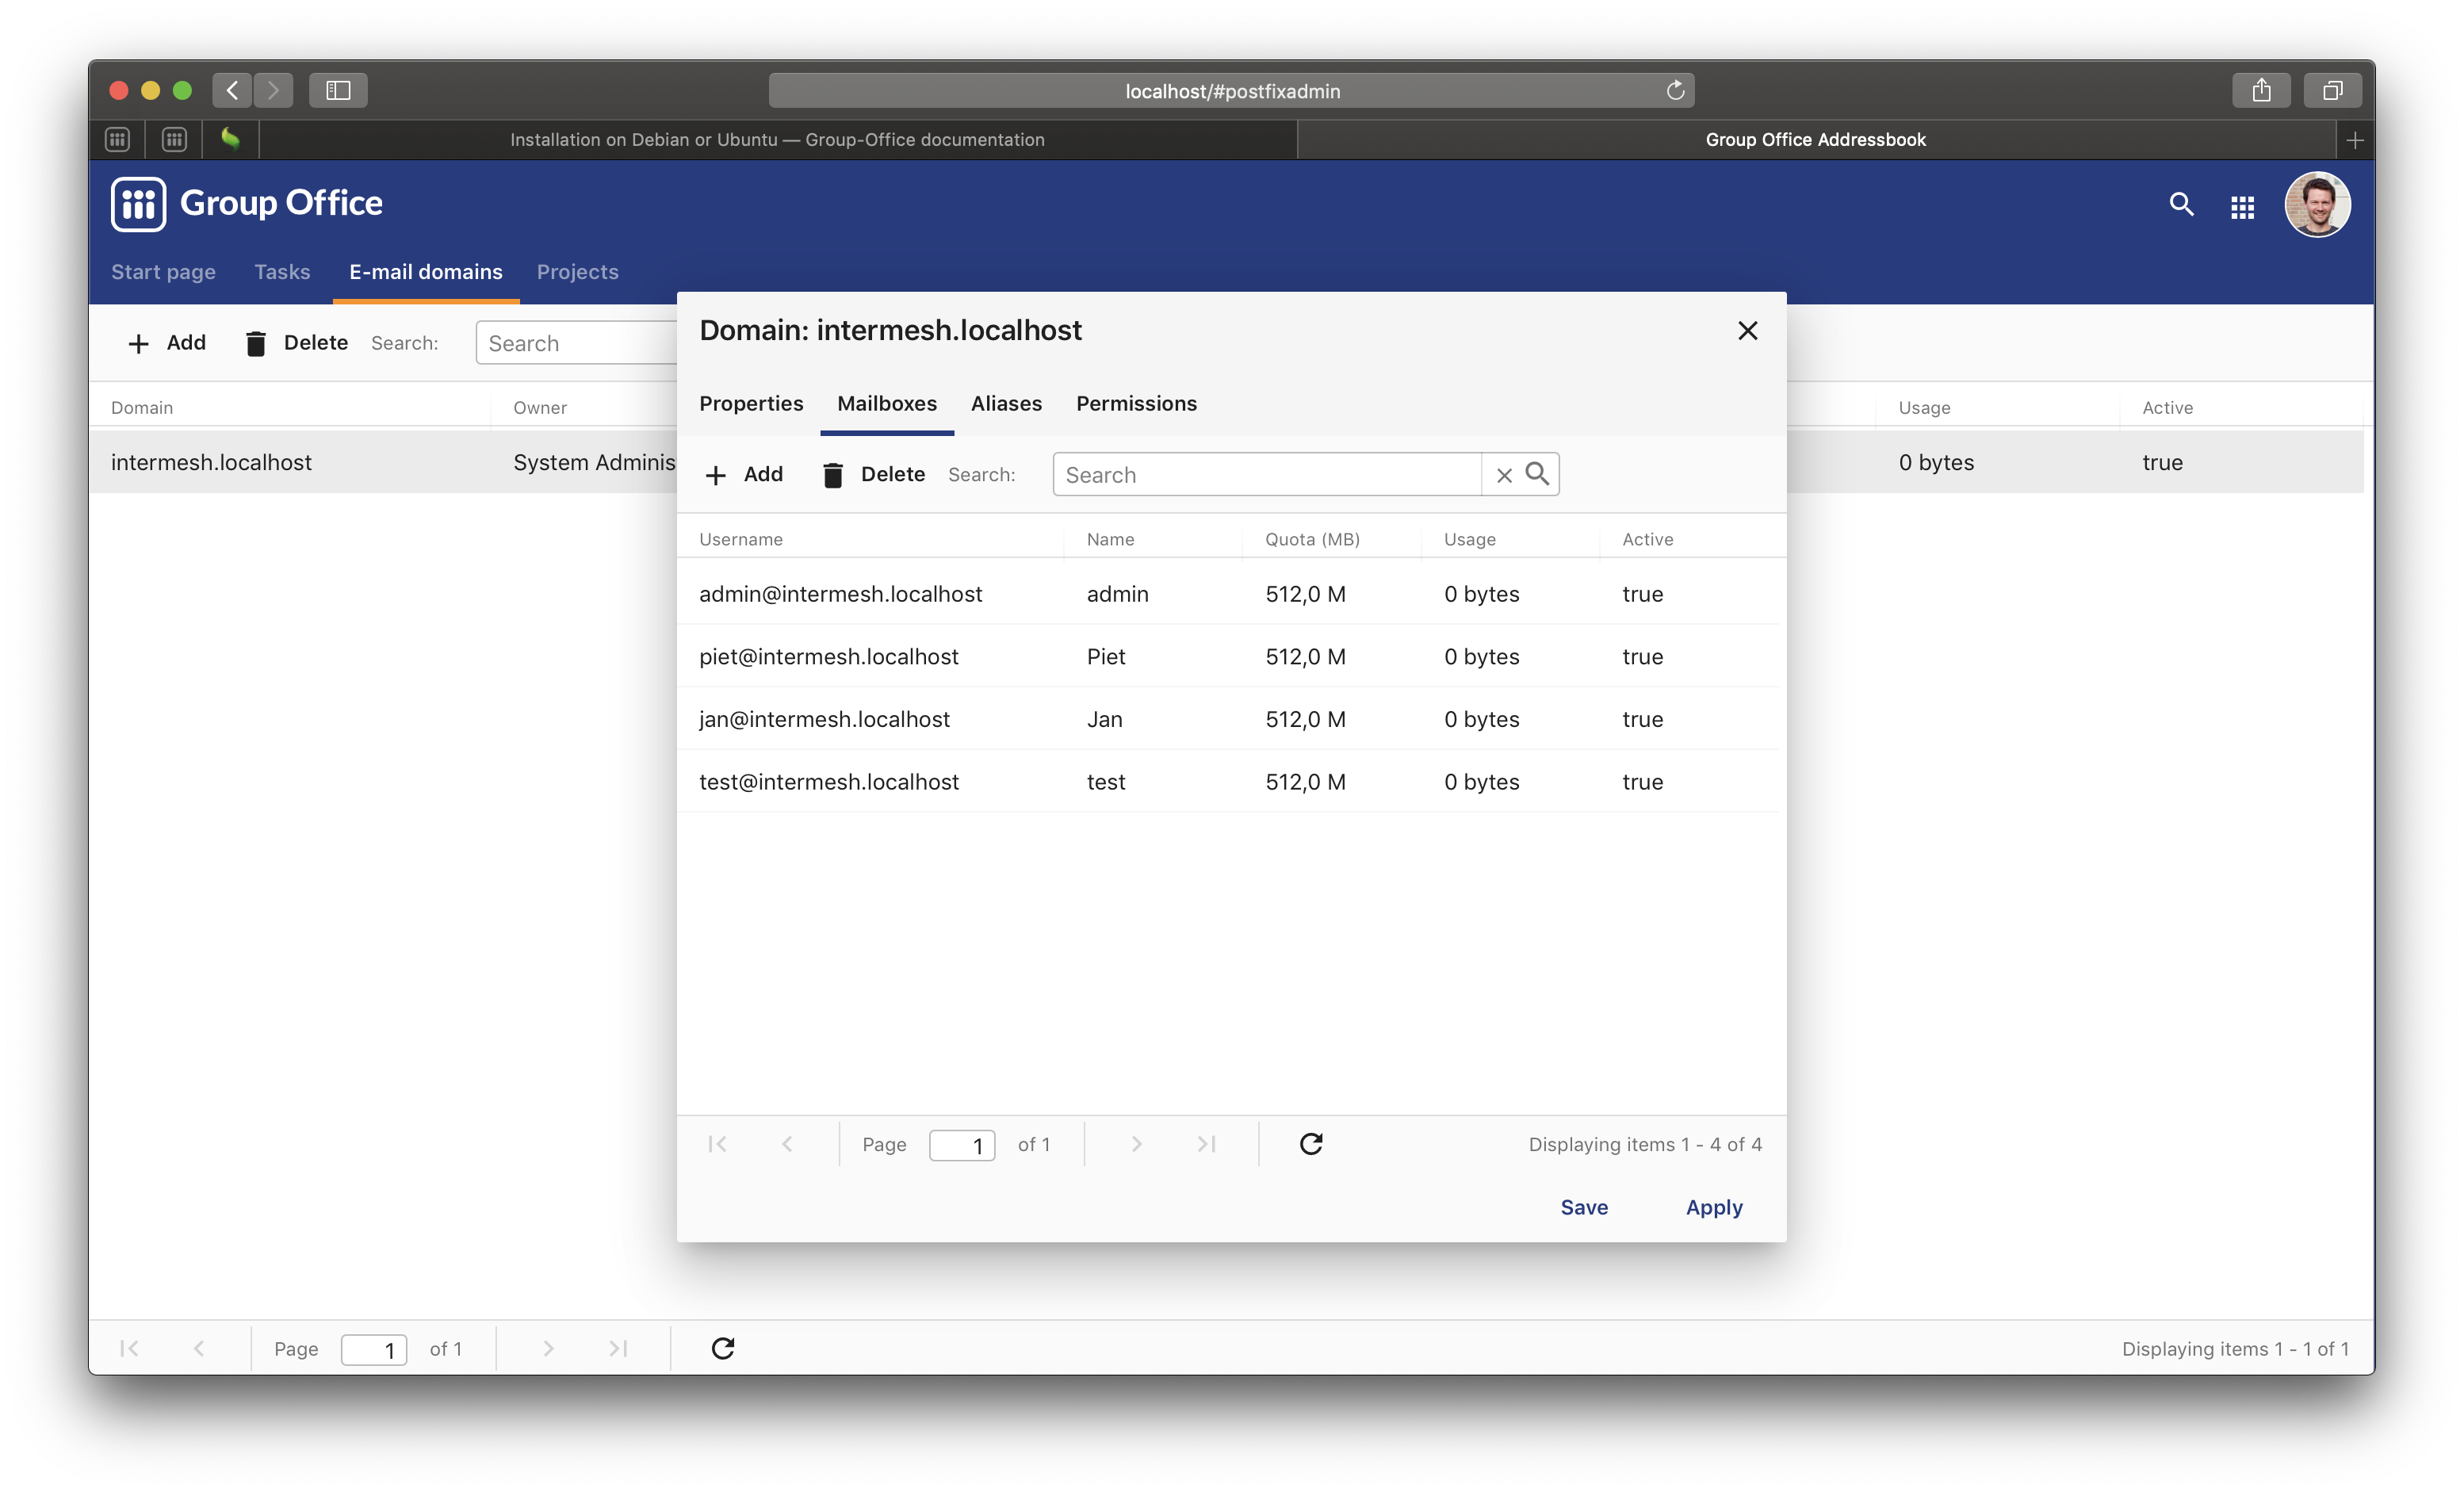 localhost/#postfixadmin
Installation on Debian or Ubuntu — Group-Office documentation
Group Office Addressbook
Group Office
Start page Tasks E-mail domains Projects
Add Delete Search: Search
Domain Owner Usage Active
intermesh.localhost System Adminis 0 bytes true
Domain: intermesh.localhost
Properties Mailboxes Aliases Permissions
Add Delete Search: Search
Username Name Quota (MB) Usage Active
admin@intermesh.localhost admin 512,0 M 0 bytes true
piet@intermesh.localhost Piet 512,0 M 0 bytes true
jan@intermesh.localhost Jan 512,0 M 0 bytes true
test@intermesh.localhost test 512,0 M 0 bytes true
Page 1 of 1 Displaying items 1 - 4 of 4
Save Apply
Page 1 of 1 Displaying items 1 - 1 of 1